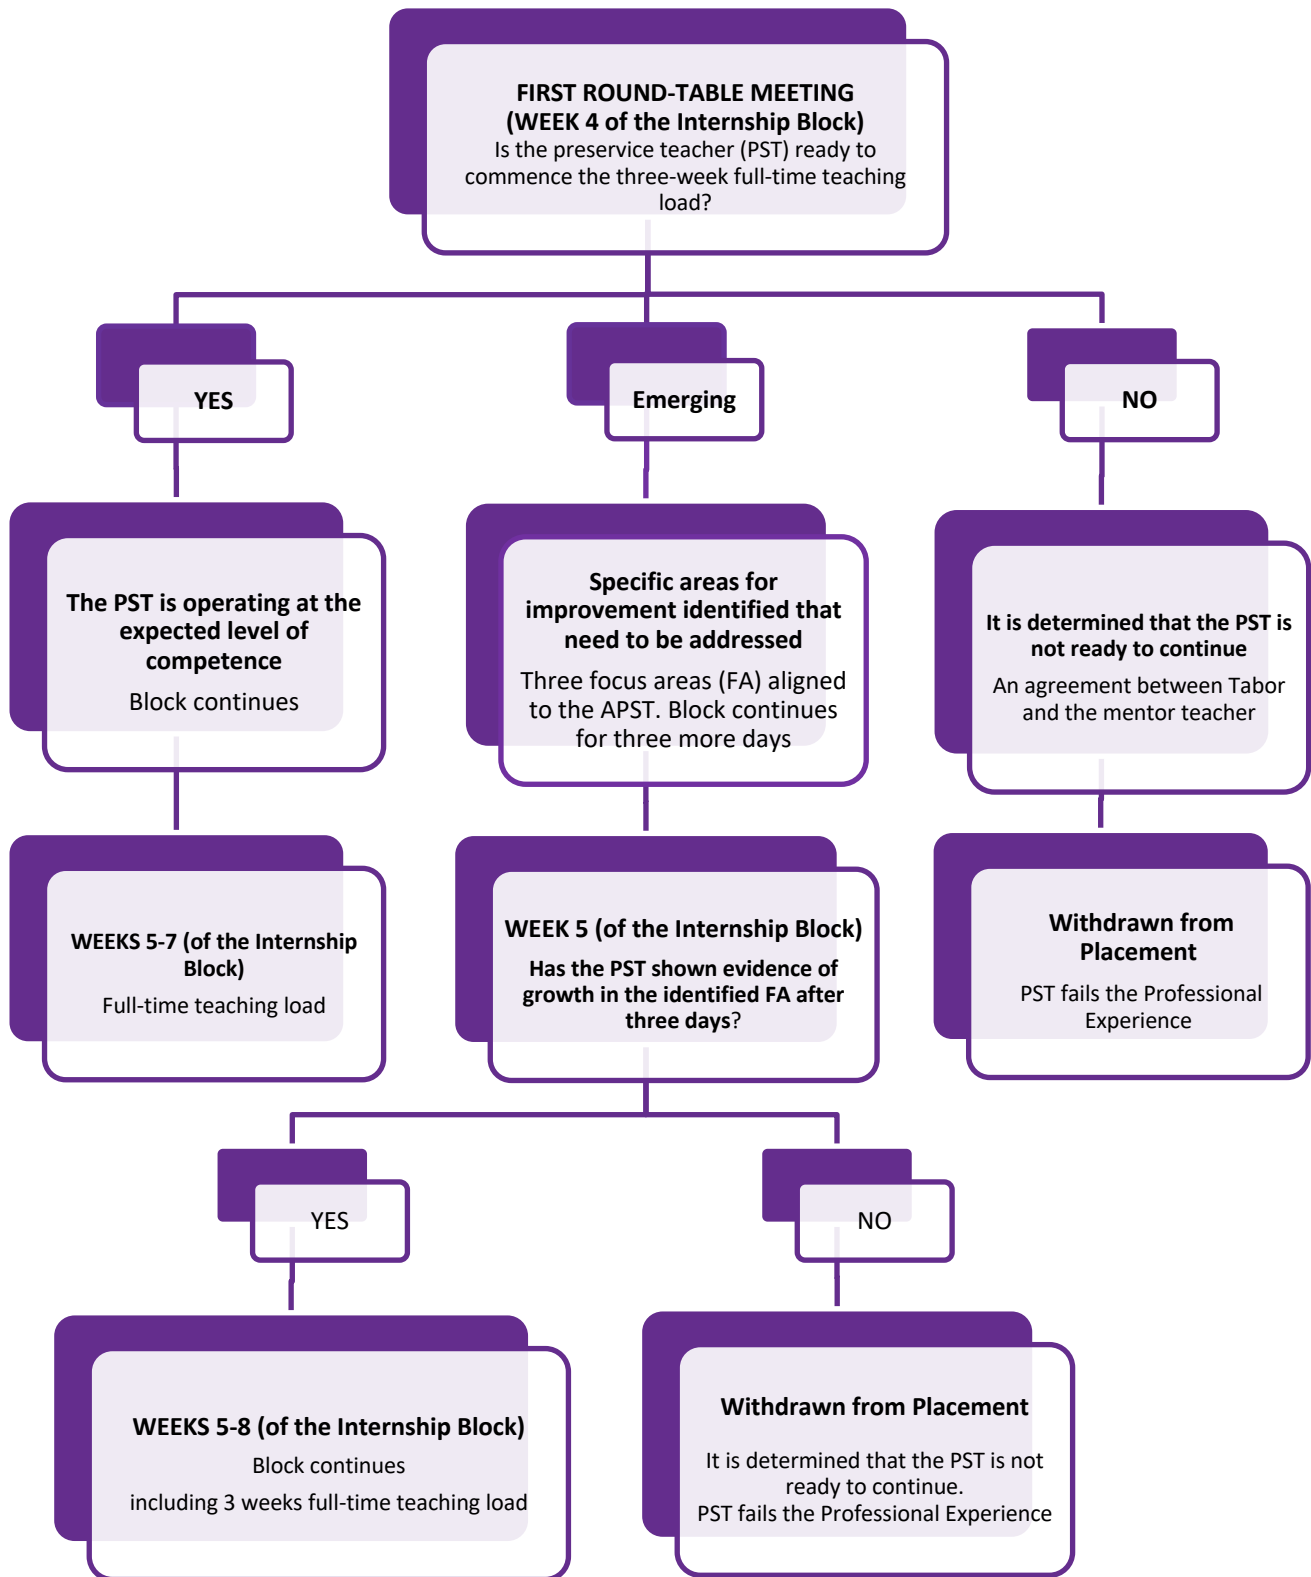 FIRST ROUND-TABLE MEETING
(WEEK 4 of the Internship Block)
Is the preservice teacher (PST) ready to
commence the three-week full-time teaching
load?
YES
Emerging
NO
The PST is operating at the
expected level of
competence
Block continues
Specific areas for
improvement identified that
need to be addressed
Three focus areas (FA) aligned
to the APST. Block continues
for three more days
It is determined that the PST is
not ready to continue
An agreement between Tabor
and the mentor teacher
WEEKS 5-7 (of the Internship
Block)
Full-time teaching load
WEEK 5 (of the Internship Block)
Has the PST shown evidence of
growth in the identified FA after
three days?
Withdrawn from
Placement
PST fails the Professional
Experience
YES
NO
WEEKS 5-8 (of the Internship Block)
Block continues
including 3 weeks full-time teaching load
Withdrawn from Placement
It is determined that the PST is not
ready to continue.
PST fails the Professional Experience